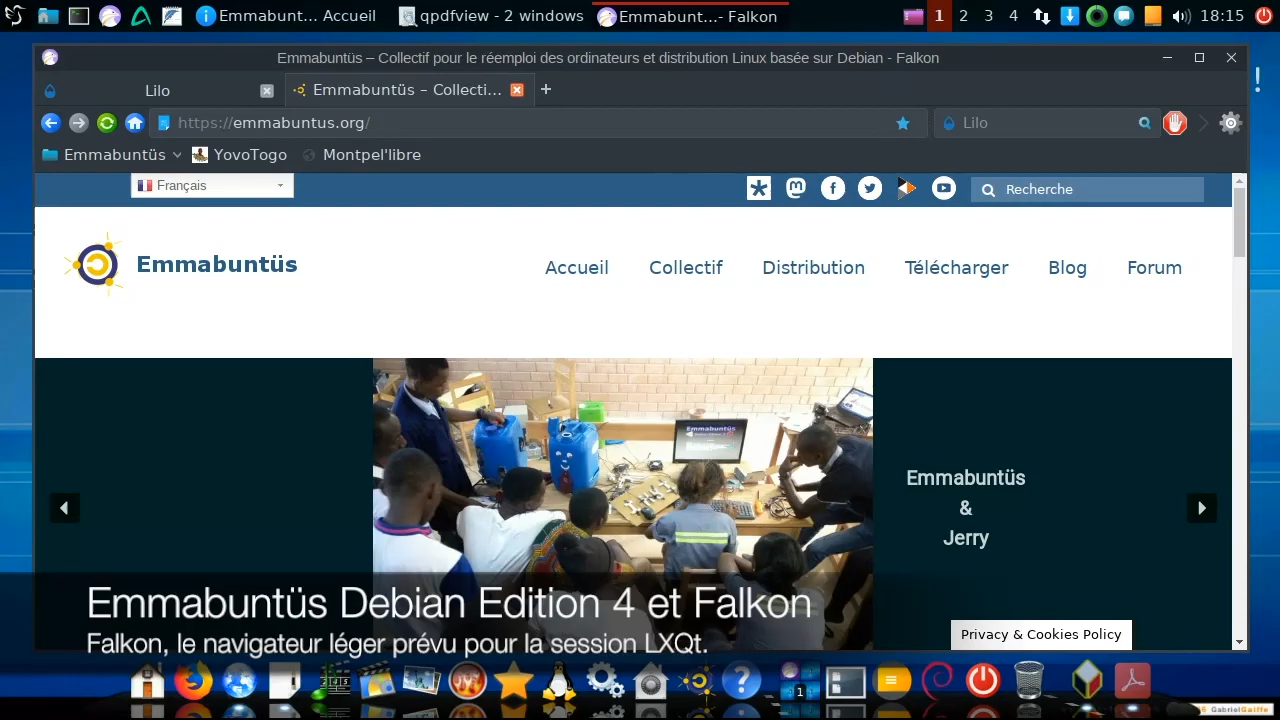 Emmabunt... Accueil
qpdfview - 2 windows
Emmabunt...- Falkon
1 2 3 4
18:15
Emmabuntüs – Collectif pour le réemploi des ordinateurs et distribution Linux basée sur Debian - Falkon
!
Lilo
Emmabuntüs – Collecti...
https://emmabuntus.org/
Lilo
Emmabuntüs
YovoTogo
Montpel'libre
Français
Recherche
Emmabuntüs
Accueil
Collectif
Distribution
Télécharger
Blog
Forum
Emmabuntüs
Emmabuntüs
&
Jerry
Emmabuntüs Debian Edition 4 et Falkon
Falkon, le navigateur léger prévu pour la session LXQt.
Privacy & Cookies Policy
1
GabrielGaiffe